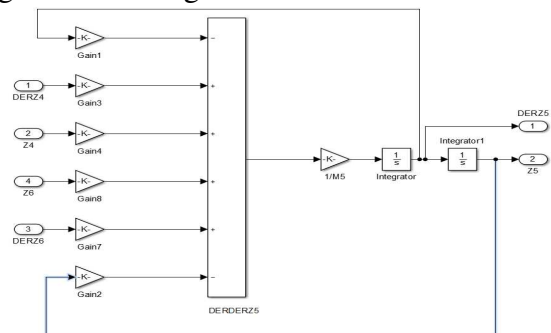 -K-
Gain1
−
1
DERZ4
-K-
Gain3
+
2
Z4
-K-
Gain4
+
4
Z6
-K-
Gain8
+
3
DERZ6
-K-
Gain7
+
-K-
Gain2
−
DERDERZ5
-K-
1/M5
1
s
Integrator
Integrator1
1
s
DERZ5
1
2
Z5